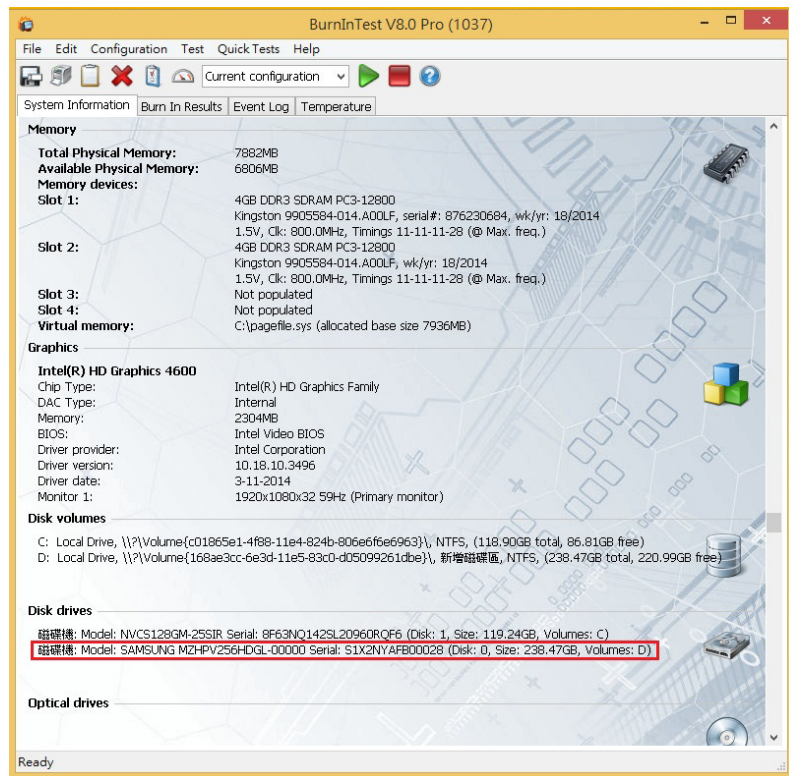 BurnInTest V8.0 Pro (1037)
File Edit Configuration Test Quick Tests Help
Current configuration
System Information Burn In Results Event Log Temperature
Memory
Total Physical Memory: 7882MB
Available Physical Memory: 6806MB
Memory devices:
Slot 1: 4GB DDR3 SDRAM PC3-12800
Kingston 9905584-014.A00LF, serial#: 876230684, wk/yr: 18/2014
1.5V, Clk: 800.0MHz, Timings 11-11-11-28 (@ Max. freq.)
Slot 2: 4GB DDR3 SDRAM PC3-12800
Kingston 9905584-014.A00LF, wk/yr: 18/2014
1.5V, Clk: 800.0MHz, Timings 11-11-11-28 (@ Max. freq.)
Slot 3: Not populated
Slot 4: Not populated
Virtual memory: C:\pagefile.sys (allocated base size 7936MB)
Graphics
Intel(R) HD Graphics 4600
Chip Type: Intel(R) HD Graphics Family
DAC Type: Internal
Memory: 2304MB
BIOS: Intel Video BIOS
Driver provider: Intel Corporation
Driver version: 10.18.10.3496
Driver date: 3-11-2014
Monitor 1: 1920x1080x32 59Hz (Primary monitor)
Disk volumes
C: Local Drive, \\?\Volume{c01865e1-4f88-11e4-824b-806e6f6e6963}\, NTFS, (118.90GB total, 86.81GB free)
D: Local Drive, \\?\Volume{168ae3cc-6e3d-11e5-83c0-d05099261dbe}\, 新增磁碟區, NTFS, (238.47GB total, 220.99GB free)
Disk drives
磁碟機: Model: NVCS128GM-25SIR Serial: 8F63NQ142SL20960RQF6 (Disk: 1, Size: 119.24GB, Volumes: C)
磁碟機: Model: SAMSUNG MZHPV256HDGL-00000 Serial: S1X2NYAFB00028 (Disk: 0, Size: 238.47GB, Volumes: D)
Optical drives
Ready